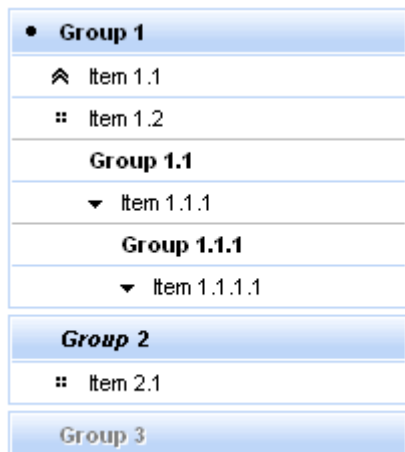 Group 1
Item 1.1
Item 1.2
Group 1.1
Item 1.1.1
Group 1.1.1
Item 1.1.1.1
Group 2
Item 2.1
Group 3